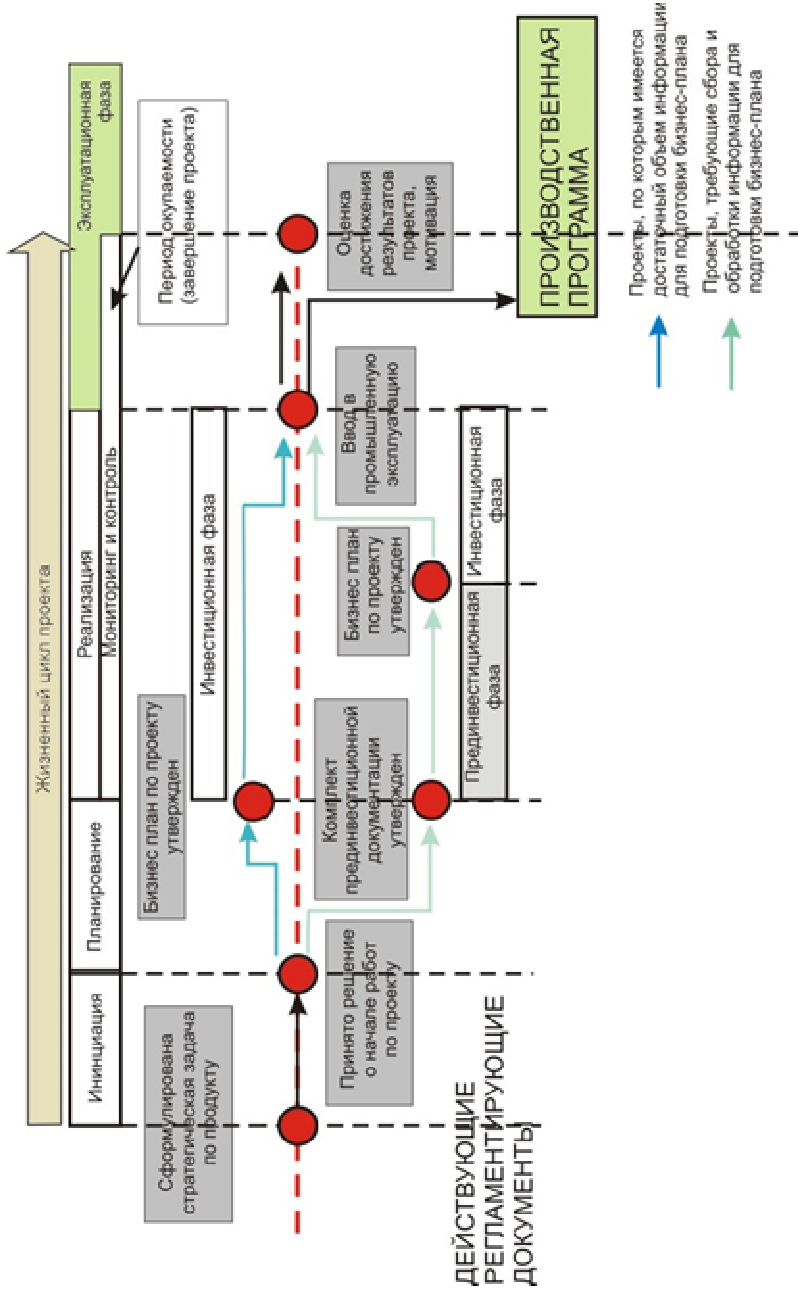 Жизненный цикл проекта
Ининциация
Планирование
Реализация
Мониторинг и контроль
Эксплуатационная
фаза
Сформулирована
стратегическая задача
по продукту
Бизнес план по проекту
утвержден
Инвестиционная фаза
Период окупаемости
(завершение проекта)
Принято решение
о начале работ
по проекту
Комплект
прединвестиционной
документации
утвержден
Бизнес план
по проекту
утвержден
Ввод в
промышленную
эксплуатацию
Оценка
достижения
результатов
проекта,
мотивация
Прединвестиционная
фаза
Инвестиционная
фаза
ДЕЙСТВУЮЩИЕ
РЕГЛАМЕНТИРУЮЩИЕ
ДОКУМЕНТЫ
ПРОИЗВОДСТВЕННАЯ
ПРОГРАММА
Проекты, по которым имеется
достаточный объем информации
для подготовки бизнес-плана
Проекты, требующие сбора и
обработки информации для
подготовки бизнес-плана